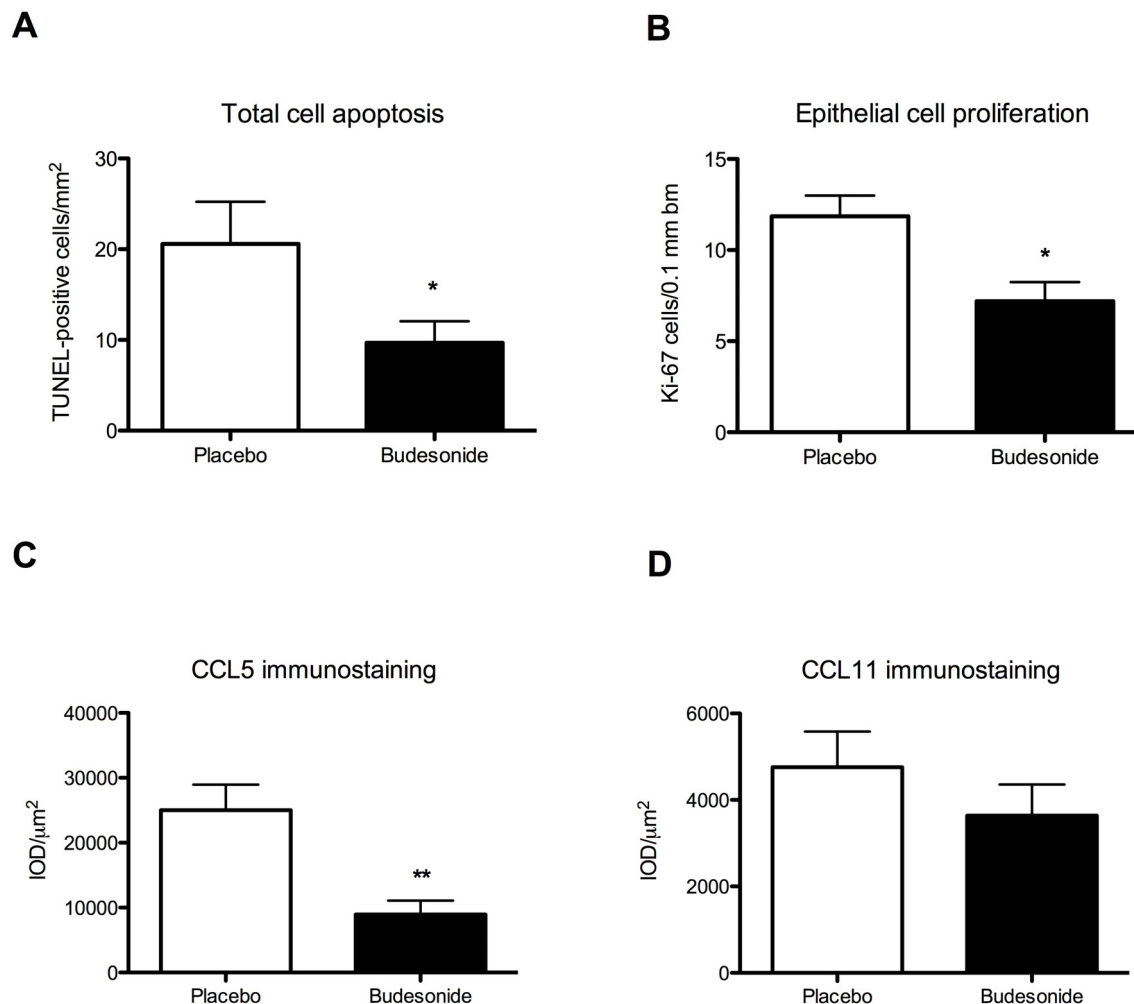 A
Total cell apoptosis
TUNEL-positive cells/mm²
30
20
10
0
*
Placebo Budesonide
B
Epithelial cell proliferation
Ki-67 cells/0.1 mm bm
15
10
5
0
*
Placebo Budesonide
C
CCL5 immunostaining
IOD/μm²
40000
30000
20000
10000
0
**
Placebo Budesonide
D
CCL11 immunostaining
IOD/μm²
6000
4000
2000
0
Placebo Budesonide